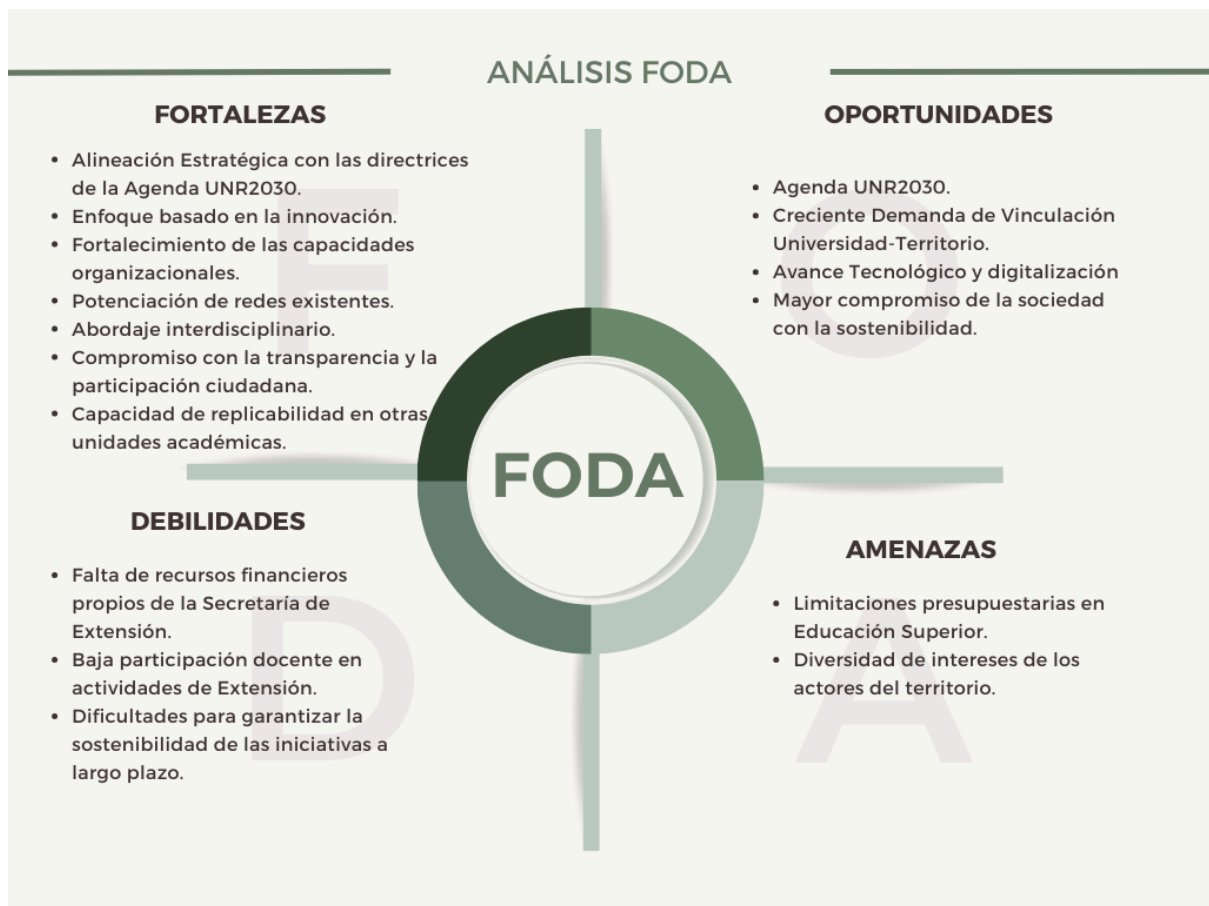 ANÁLISIS FODA
FORTALEZAS
• Alineación Estratégica con las directrices
de la Agenda UNR2030.
• Enfoque basado en la innovación.
• Fortalecimiento de las capacidades
organizacionales.
• Potenciación de redes existentes.
• Abordaje interdisciplinario.
• Compromiso con la transparencia y la
participación ciudadana.
• Capacidad de replicabilidad en otras
unidades académicas.
F
OPORTUNIDADES
• Agenda UNR2030.
• Creciente Demanda de Vinculación
Universidad-Territorio.
• Avance Tecnológico y digitalización
• Mayor compromiso de la sociedad
con la sostenibilidad.
O
FODA
DEBILIDADES
• Falta de recursos financieros
propios de la Secretaría de
Extensión.
• Baja participación docente en
actividades de Extensión.
• Dificultades para garantizar la
sostenibilidad de las iniciativas a
largo plazo.
D
AMENAZAS
• Limitaciones presupuestarias en
Educación Superior.
• Diversidad de intereses de los
actores del territorio.
A